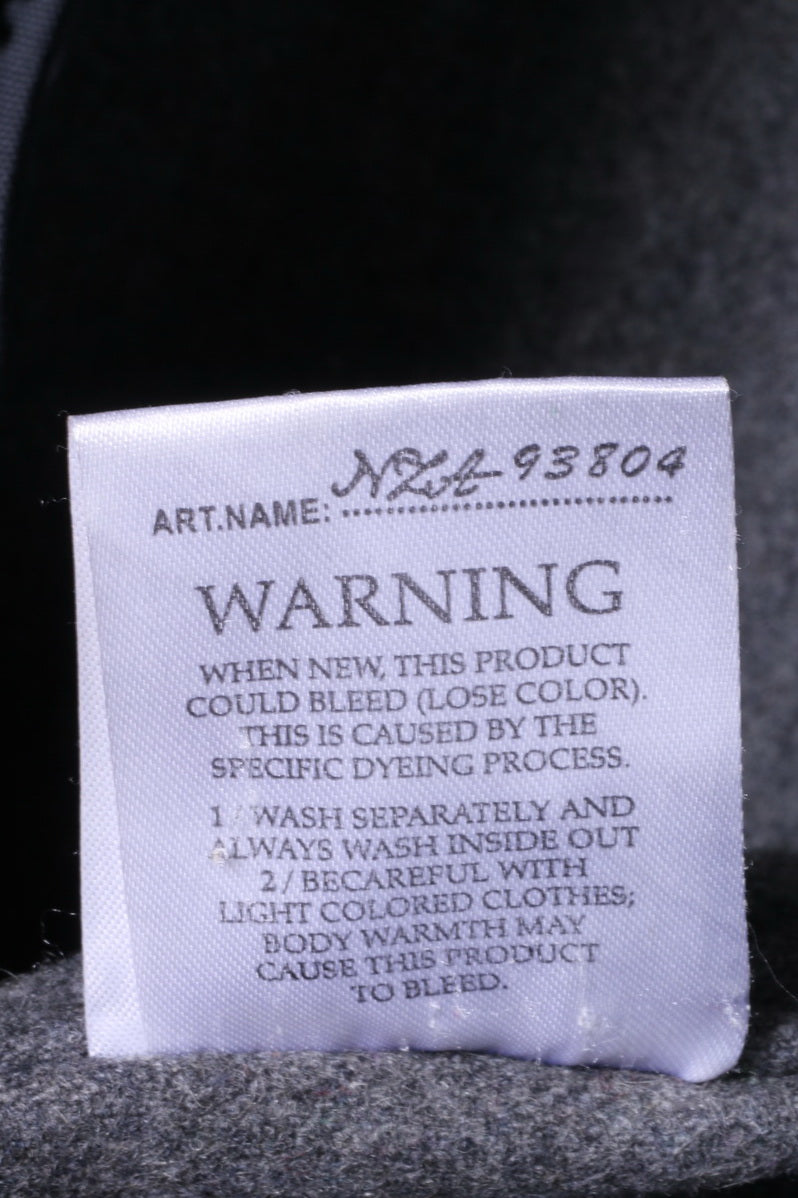 ART.NAME: NZA-93804
WARNING
WHEN NEW, THIS PRODUCT
COULD BLEED (LOSE COLOR).
THIS IS CAUSED BY THE
SPECIFIC DYEING PROCESS.
1/ WASH SEPARATELY AND
ALWAYS WASH INSIDE OUT
2/ BECAREFUL WITH
LIGHT COLORED CLOTHES;
BODY WARMTH MAY
CAUSE THIS PRODUCT
TO BLEED.